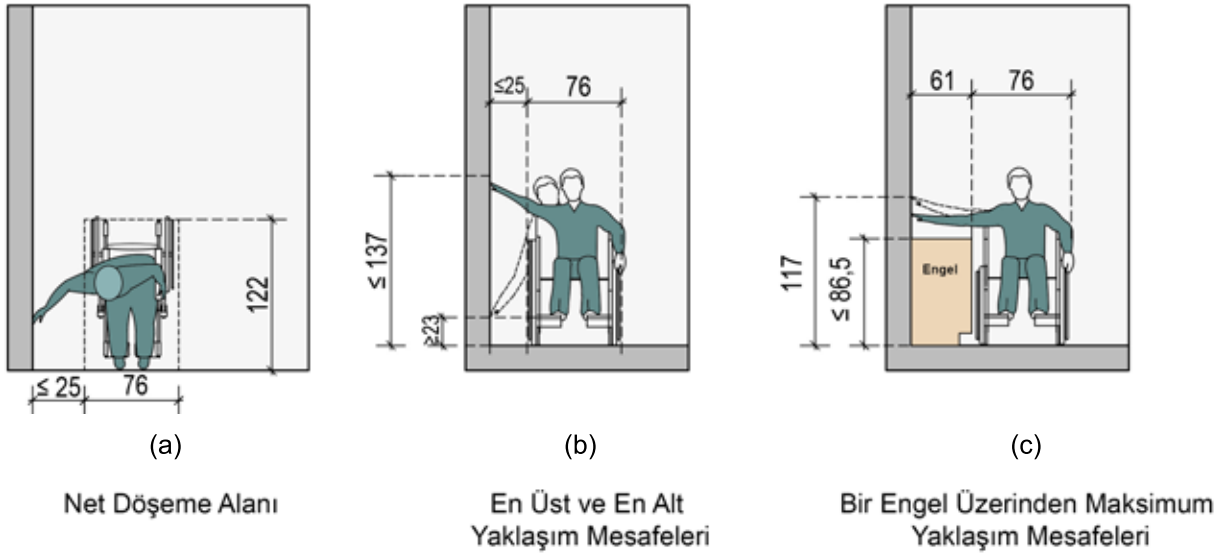 ≤ 25
76
122
(a)
Net Döşeme Alanı
≤25
76
≤ 137
≥23
(b)
En Üst ve En Alt
Yaklaşım Mesafeleri
61
76
117
≤ 86,5
Engel
(c)
Bir Engel Üzerinden Maksimum
Yaklaşım Mesafeleri